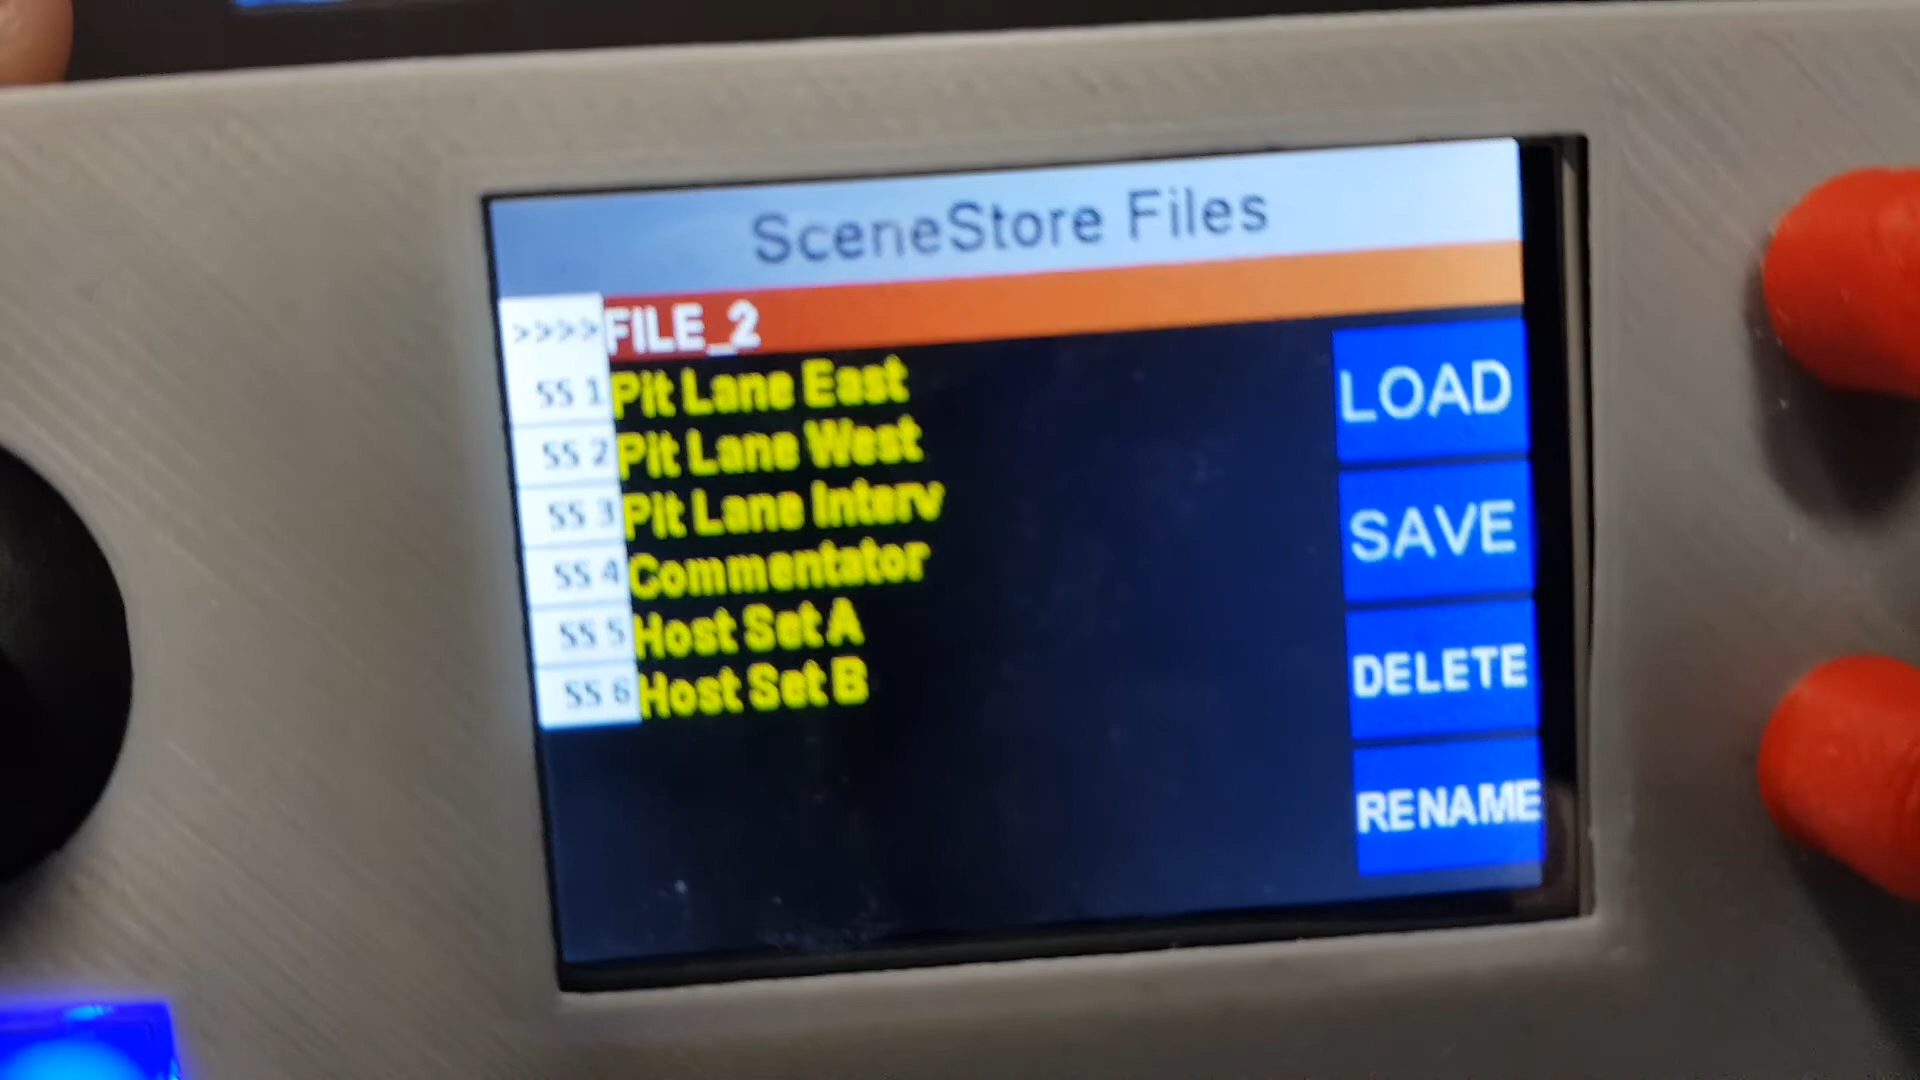 SceneStore Files
>>>> FILE_2
SS 1 Pit Lane East
SS 2 Pit Lane West
SS 3 Pit Lane Interv
SS 4 Commentator
SS 5 Host Set A
SS 6 Host Set B
LOAD
SAVE
DELETE
RENAME